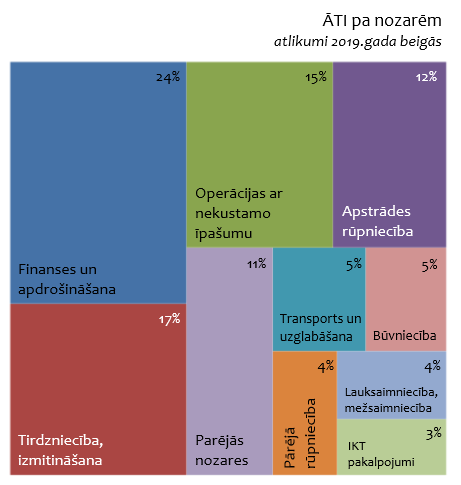 ĀTI pa nozarēm
atlikumi 2019.gada beigās
24%
Finanses un
apdrošināšana
15%
Operācijas ar
nekustamo
īpašumu
12%
Apstrādes
rūpniecība
17%
Tirdzniecība,
izmitināšana
11%
Parējās
nozares
5%
Transports un
uzglabāšana
5%
Būvniecība
4%
Parējā
rūpniecība
4%
Lauksaimniecība,
mežsaimniecība
3%
IKT
pakalpojumi